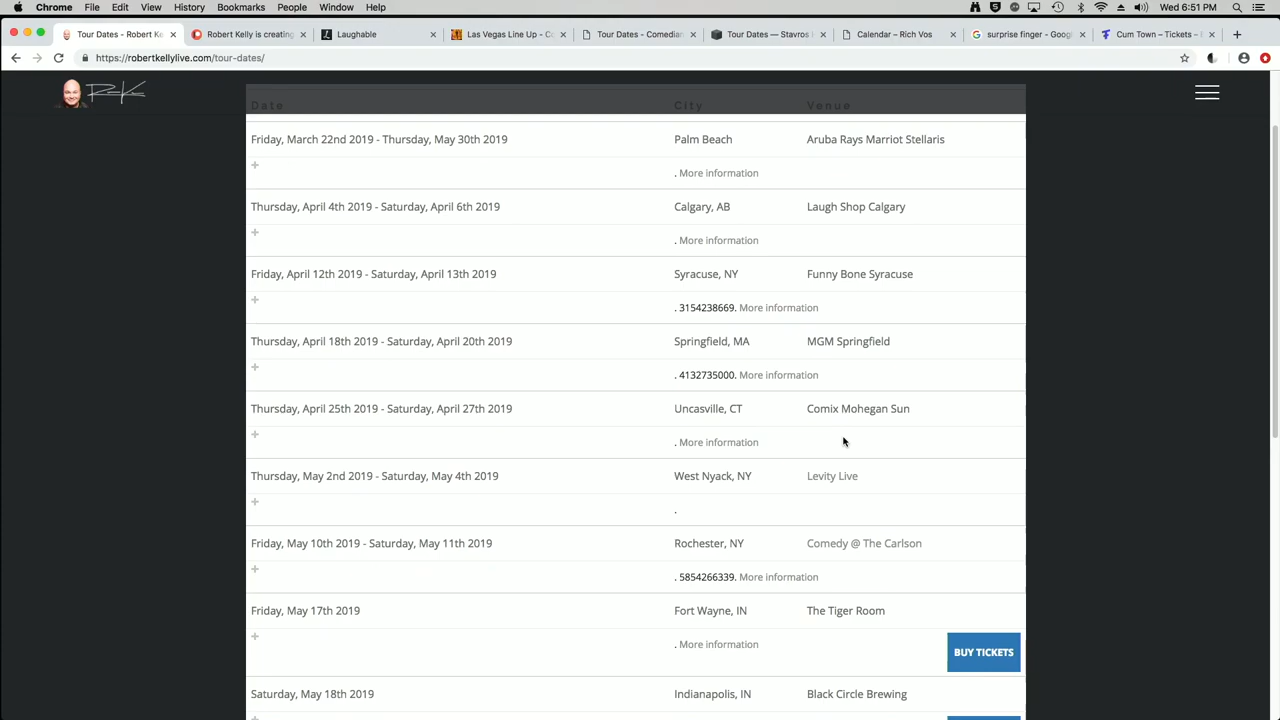 Chrome File Edit View History Bookmarks People Window Help Wed 6:51 PM
Tour Dates - Robert Ke Robert Kelly is creating Laughable Las Vegas Line Up - C Tour Dates - Comedian Tour Dates — Stavros Calendar – Rich Vos surprise finger - Goog Cum Town – Tickets –
https://robertkellylive.com/tour-dates/
Date City Venue
Friday, March 22nd 2019 - Thursday, May 30th 2019 Palm Beach Aruba Rays Marriot Stellaris
+ . More information
Thursday, April 4th 2019 - Saturday, April 6th 2019 Calgary, AB Laugh Shop Calgary
+ . More information
Friday, April 12th 2019 - Saturday, April 13th 2019 Syracuse, NY Funny Bone Syracuse
+ . 3154238669. More information
Thursday, April 18th 2019 - Saturday, April 20th 2019 Springfield, MA MGM Springfield
+ . 4132735000. More information
Thursday, April 25th 2019 - Saturday, April 27th 2019 Uncasville, CT Comix Mohegan Sun
+ . More information
Thursday, May 2nd 2019 - Saturday, May 4th 2019 West Nyack, NY Levity Live
+ .
Friday, May 10th 2019 - Saturday, May 11th 2019 Rochester, NY Comedy @ The Carlson
+ . 5854266339. More information
Friday, May 17th 2019 Fort Wayne, IN The Tiger Room
+ . More information
BUY TICKETS
Saturday, May 18th 2019 Indianapolis, IN Black Circle Brewing